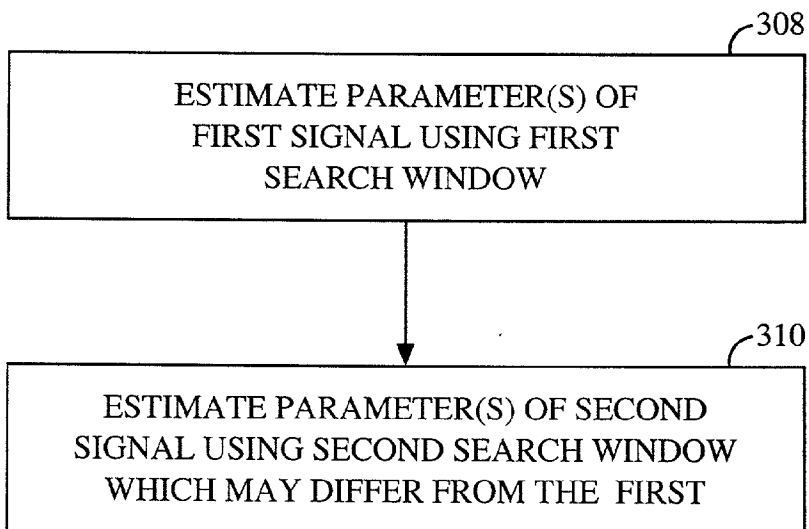 308
ESTIMATE PARAMETER(S) OF
FIRST SIGNAL USING FIRST
SEARCH WINDOW
310
ESTIMATE PARAMETER(S) OF SECOND
SIGNAL USING SECOND SEARCH WINDOW
WHICH MAY DIFFER FROM THE FIRST